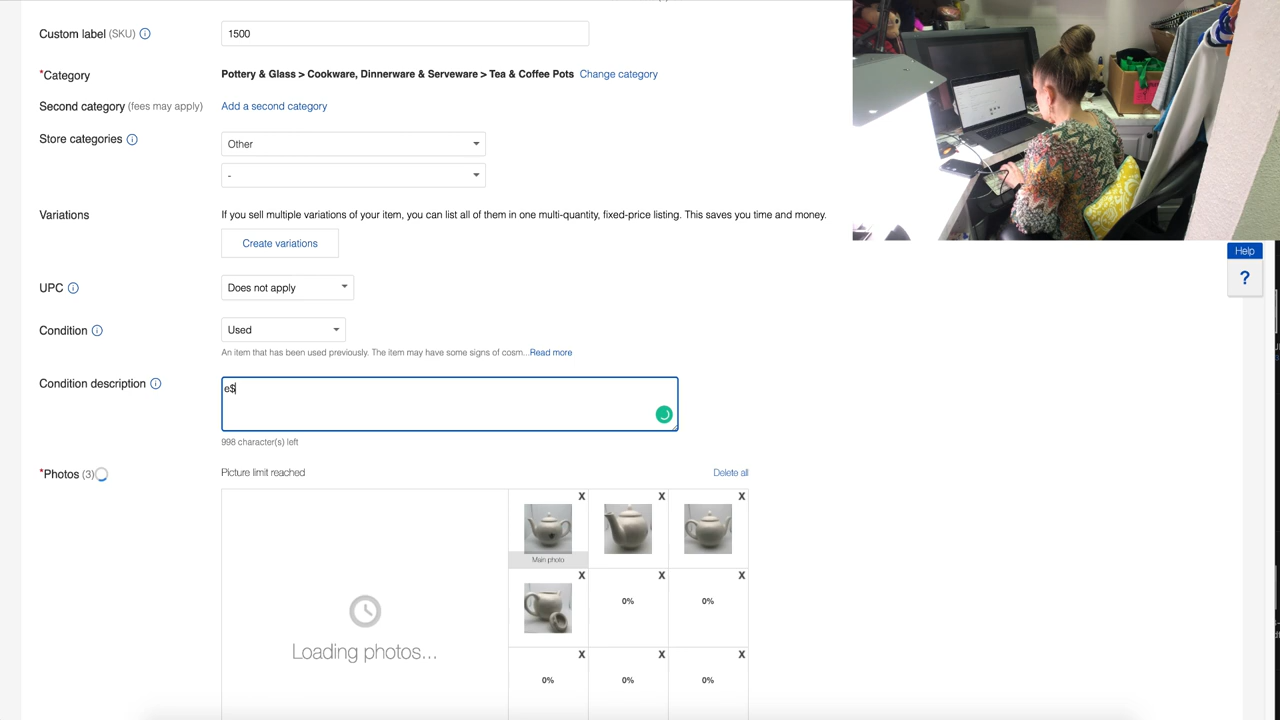 Custom label (SKU)
1500
*Category
Pottery & Glass > Cookware, Dinnerware & Serveware > Tea & Coffee Pots Change category
Second category (fees may apply)
Add a second category
Store categories
Other
-
Variations
If you sell multiple variations of your item, you can list all of them in one multi-quantity, fixed-price listing. This saves you time and money.
Create variations
Help
?
UPC
Does not apply
Condition
Used
An item that has been used previously. The item may have some signs of cosm...Read more
Condition description
e$
998 character(s) left
*Photos (3)
Picture limit reached
Delete all
X X X
Main photo
X X X
0% 0%
Loading photos...
X X X
0% 0% 0%